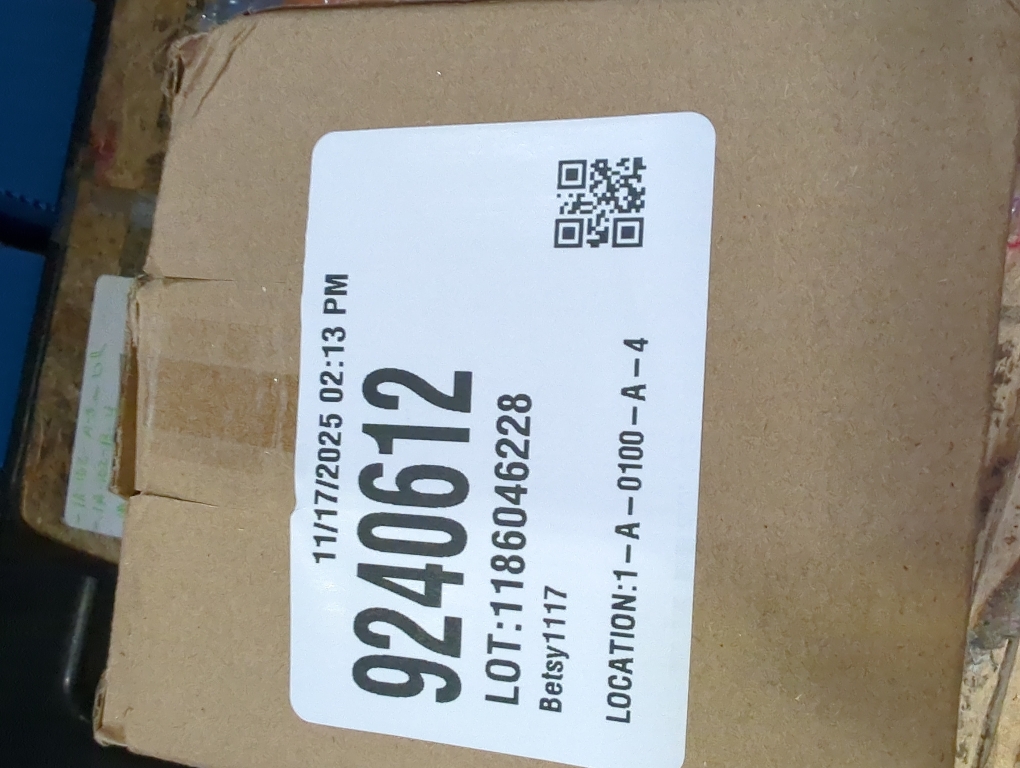 11/17/2025 02:13 PM
9240612
LOT:1186046228
Betsy1117
LOCATION:1-A-0100-A-4